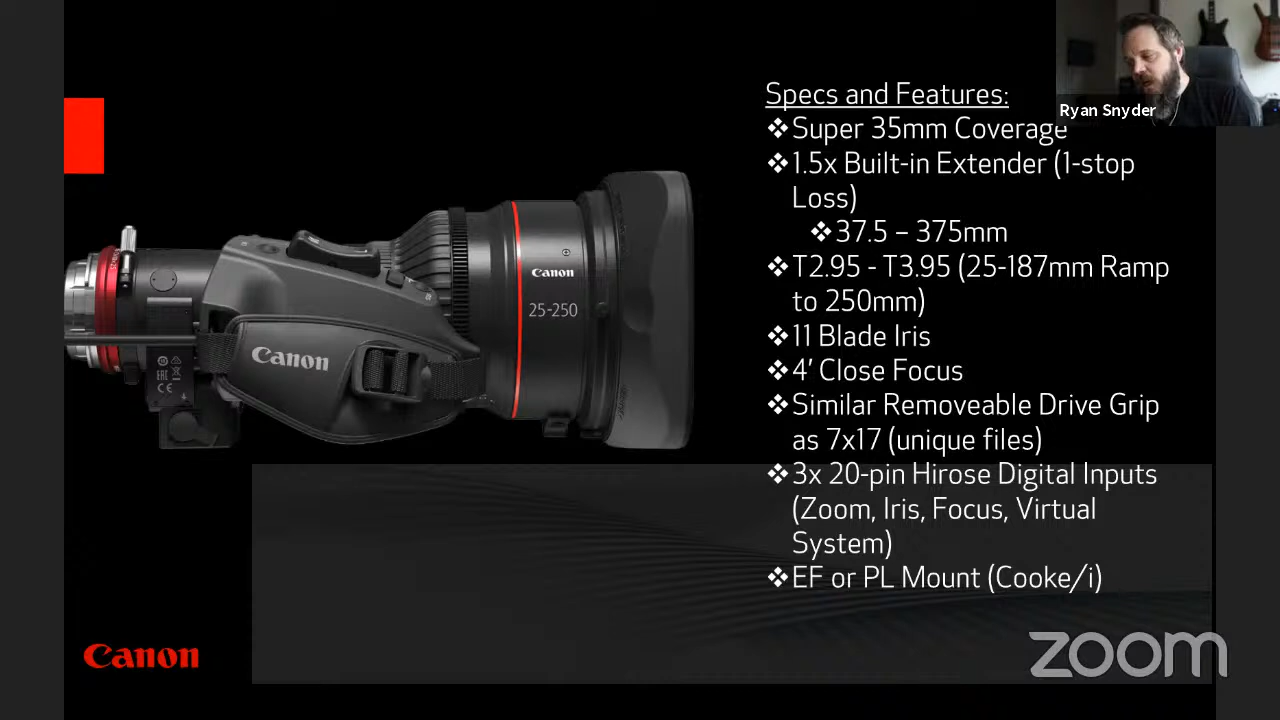 Specs and Features:
❖Super 35mm Coverage
❖1.5x Built-in Extender (1-stop
Loss)
❖37.5 – 375mm
❖T2.95 - T3.95 (25-187mm Ramp
to 250mm)
❖11 Blade Iris
❖4’ Close Focus
❖Similar Removeable Drive Grip
as 7x17 (unique files)
❖3x 20-pin Hirose Digital Inputs
(Zoom, Iris, Focus, Virtual
System)
❖EF or PL Mount (Cooke/i)
Ryan Snyder
Canon
25-250
Canon
Canon
zoom